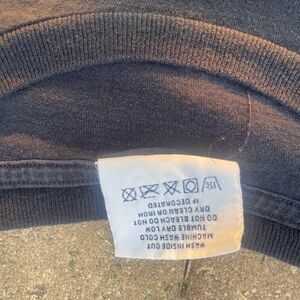 WASH INSIDE OUT
MACHINE WASH COLD
TUMBLE DRY LOW
DO NOT BLEACH DO NOT
DRY CLEAN OR IRON
IF DECORATED